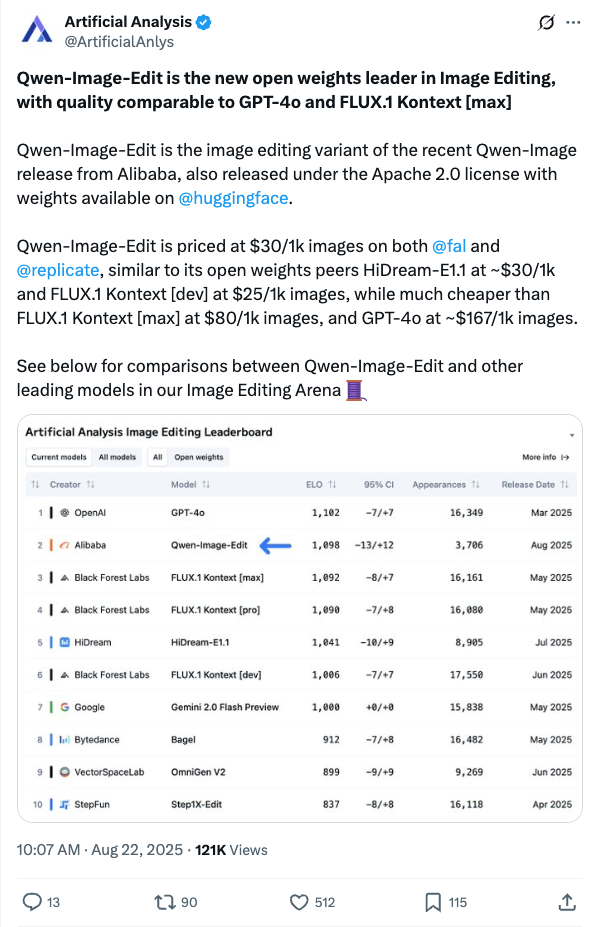 Artificial Analysis
@ArtificialAnlys
Qwen-Image-Edit is the new open weights leader in Image Editing,
with quality comparable to GPT-4o and FLUX.1 Kontext [max]
Qwen-Image-Edit is the image editing variant of the recent Qwen-Image
release from Alibaba, also released under the Apache 2.0 license with
weights available on @huggingface.
Qwen-Image-Edit is priced at $30/1k images on both @fal and
@replicate, similar to its open weights peers HiDream-E1.1 at ~$30/1k
and FLUX.1 Kontext [dev] at $25/1k images, while much cheaper than
FLUX.1 Kontext [max] at $80/1k images, and GPT-4o at ~$167/1k images.
See below for comparisons between Qwen-Image-Edit and other
leading models in our Image Editing Arena 🧵
Artificial Analysis Image Editing Leaderboard
Current models All models All Open weights More info
Creator Model ELO 95% CI Appearances Release Date
1 OpenAI GPT-4o 1,102 -7/+7 16,349 Mar 2025
2 Alibaba Qwen-Image-Edit 1,098 -13/+12 3,706 Aug 2025
3 Black Forest Labs FLUX.1 Kontext [max] 1,092 -8/+7 16,161 May 2025
4 Black Forest Labs FLUX.1 Kontext [pro] 1,090 -7/+8 16,080 May 2025
5 HiDream HiDream-E1.1 1,041 -10/+9 8,905 Jul 2025
6 Black Forest Labs FLUX.1 Kontext [dev] 1,006 -7/+7 17,550 Jun 2025
7 Google Gemini 2.0 Flash Preview 1,000 +0/+0 15,838 May 2025
8 Bytedance Bagel 912 -7/+8 16,482 May 2025
9 VectorSpaceLab OmniGen V2 899 -9/+9 9,269 Jun 2025
10 StepFun Step1X-Edit 837 -8/+8 16,118 Apr 2025
10:07 AM · Aug 22, 2025 · 121K Views
13 90 512 115